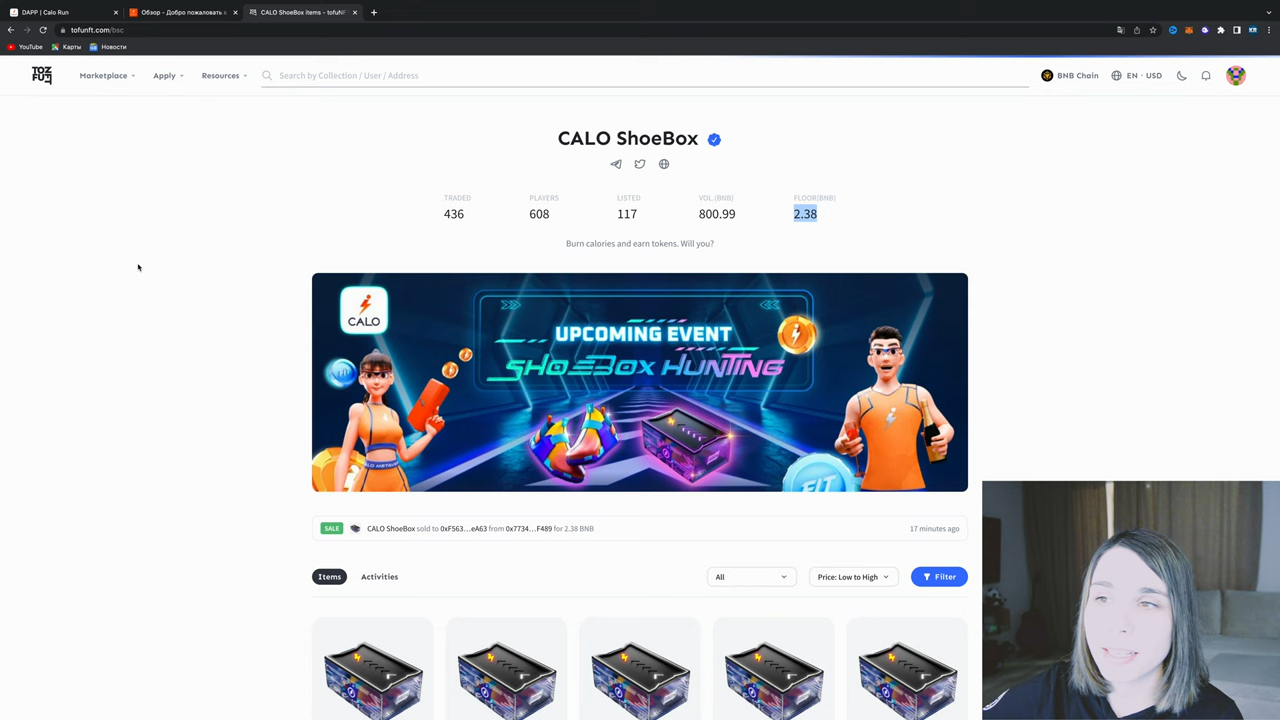 DAPP | Calo Run
Обзор - Добро пожаловать в
CALO ShoeBox items - tofuNF
tofunft.com/bsc
YouTube
Карты
Новости
TOFU
Marketplace
Apply
Resources
Search by Collection / User / Address
BNB Chain
EN · USD
CALO ShoeBox
TRADED
PLAYERS
LISTED
VOL.(BNB)
FLOOR(BNB)
436
608
117
800.99
2.38
Burn calories and earn tokens. Will you?
CALO
UPCOMING EVENT
SHOEBOX HUNTING
CALO METAVE
FIT
SALE
CALO ShoeBox sold to 0xF563...eA63 from 0x7734...F489 for 2.38 BNB
17 minutes ago
Items
Activities
All
Price: Low to High
Filter